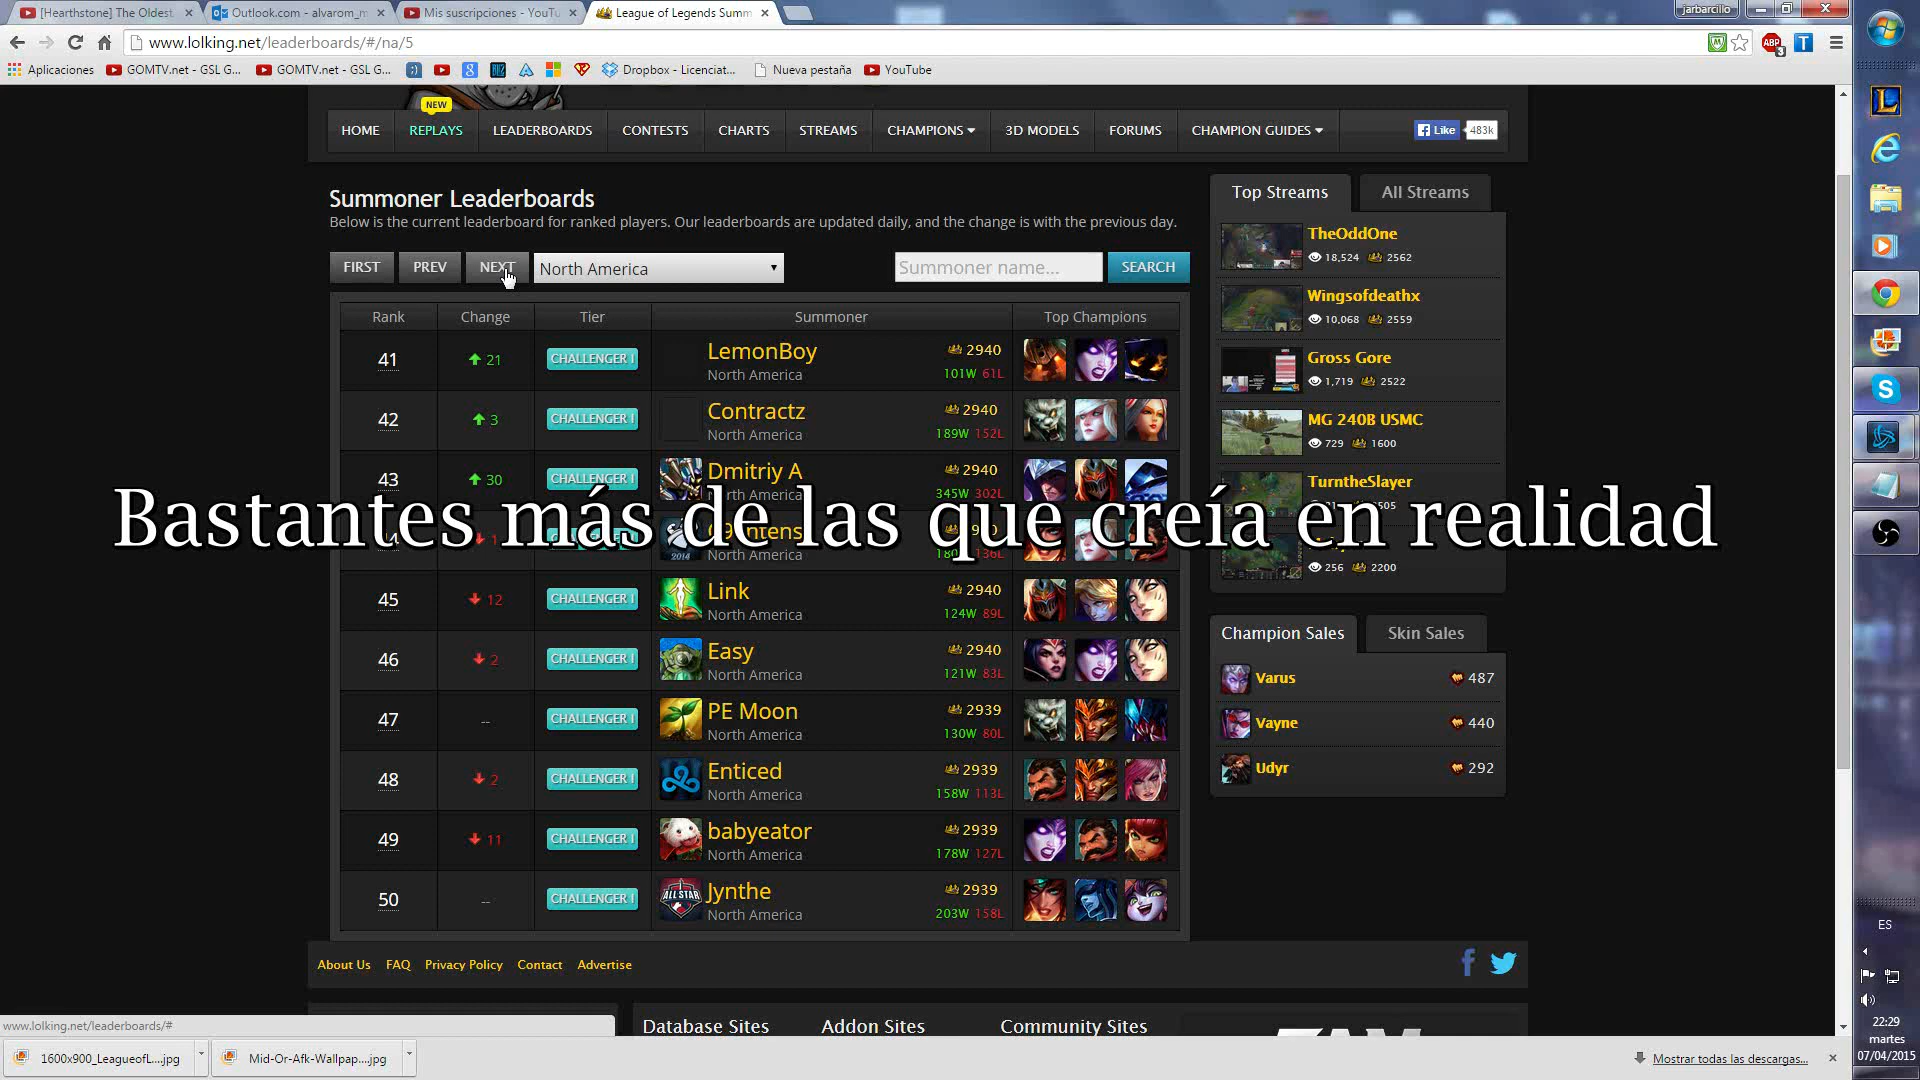 [Hearthstone] The Oldest
Outlook.com - alvarom_m
Mis suscripciones - YouTu
League of Legends Summ
jarbarcillo
www.lolking.net/leaderboards/#/na/5
ABP
3
T
Aplicaciones
GOMTV.net - GSL G...
GOMTV.net - GSL G...
Dropbox - Licenciat...
Nueva pestaña
YouTube
NEW
HOME
REPLAYS
LEADERBOARDS
CONTESTS
CHARTS
STREAMS
CHAMPIONS
3D MODELS
FORUMS
CHAMPION GUIDES
Like
483k
Summoner Leaderboards
Below is the current leaderboard for ranked players. Our leaderboards are updated daily, and the change is with the previous day.
FIRST
PREV
NEXT
North America
Summoner name...
SEARCH
Rank Change Tier Summoner Top Champions
41 21 CHALLENGER I LemonBoy 2940
North America 101W 61L
42 3 CHALLENGER I Contractz 2940
North America 189W 152L
43 30 CHALLENGER I Dmitriy A 2940
North America 345W 302L
Bastantes más de las que creía en realidad
2014 North America 136L
45 12 CHALLENGER I Link 2940
North America 124W 89L
46 2 CHALLENGER I Easy 2940
North America 121W 83L
47 -- CHALLENGER I PE Moon 2939
North America 130W 80L
48 2 CHALLENGER I Enticed 2939
North America 158W 113L
49 11 CHALLENGER I babyeator 2939
North America 178W 127L
50 -- CHALLENGER I Jynthe 2939
ALL STAR North America 203W 158L
Top Streams
All Streams
TheOddOne
18,524 2562
Wingsofdeathx
10,068 2559
Gross Gore
1,719 2522
MG 240B USMC
729 1600
TurntheSlayer
256 2200
Champion Sales
Skin Sales
Varus 487
Vayne 440
Udyr 292
About Us
FAQ
Privacy Policy
Contact
Advertise
Database Sites
Addon Sites
Community Sites
www.lolking.net/leaderboards/#
1600x900_LeagueofL....jpg
Mid-Or-Afk-Wallpap....jpg
Mostrar todas las descargas...
ES
22:29
martes
07/04/2015